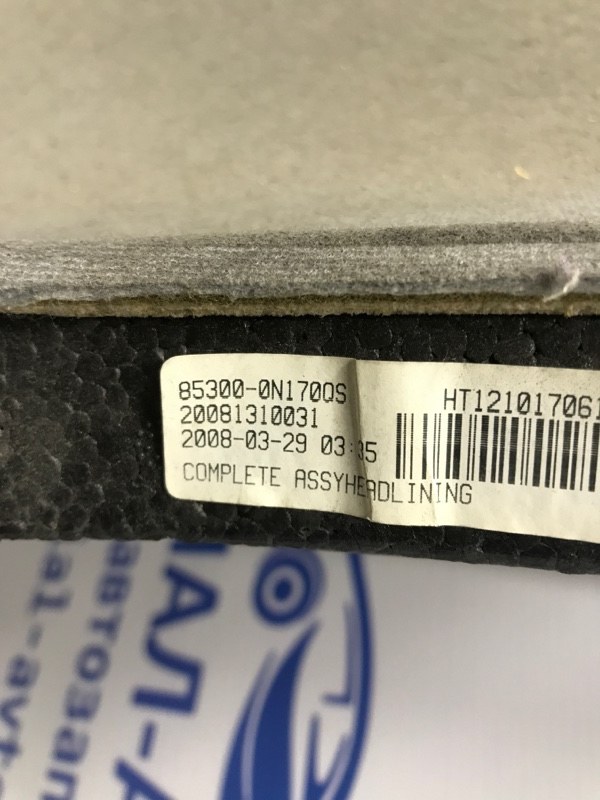 85300-0N170QS
20081310031
2008-03-29 03:35
COMPLETE ASSYHEADLINING
HT121017061